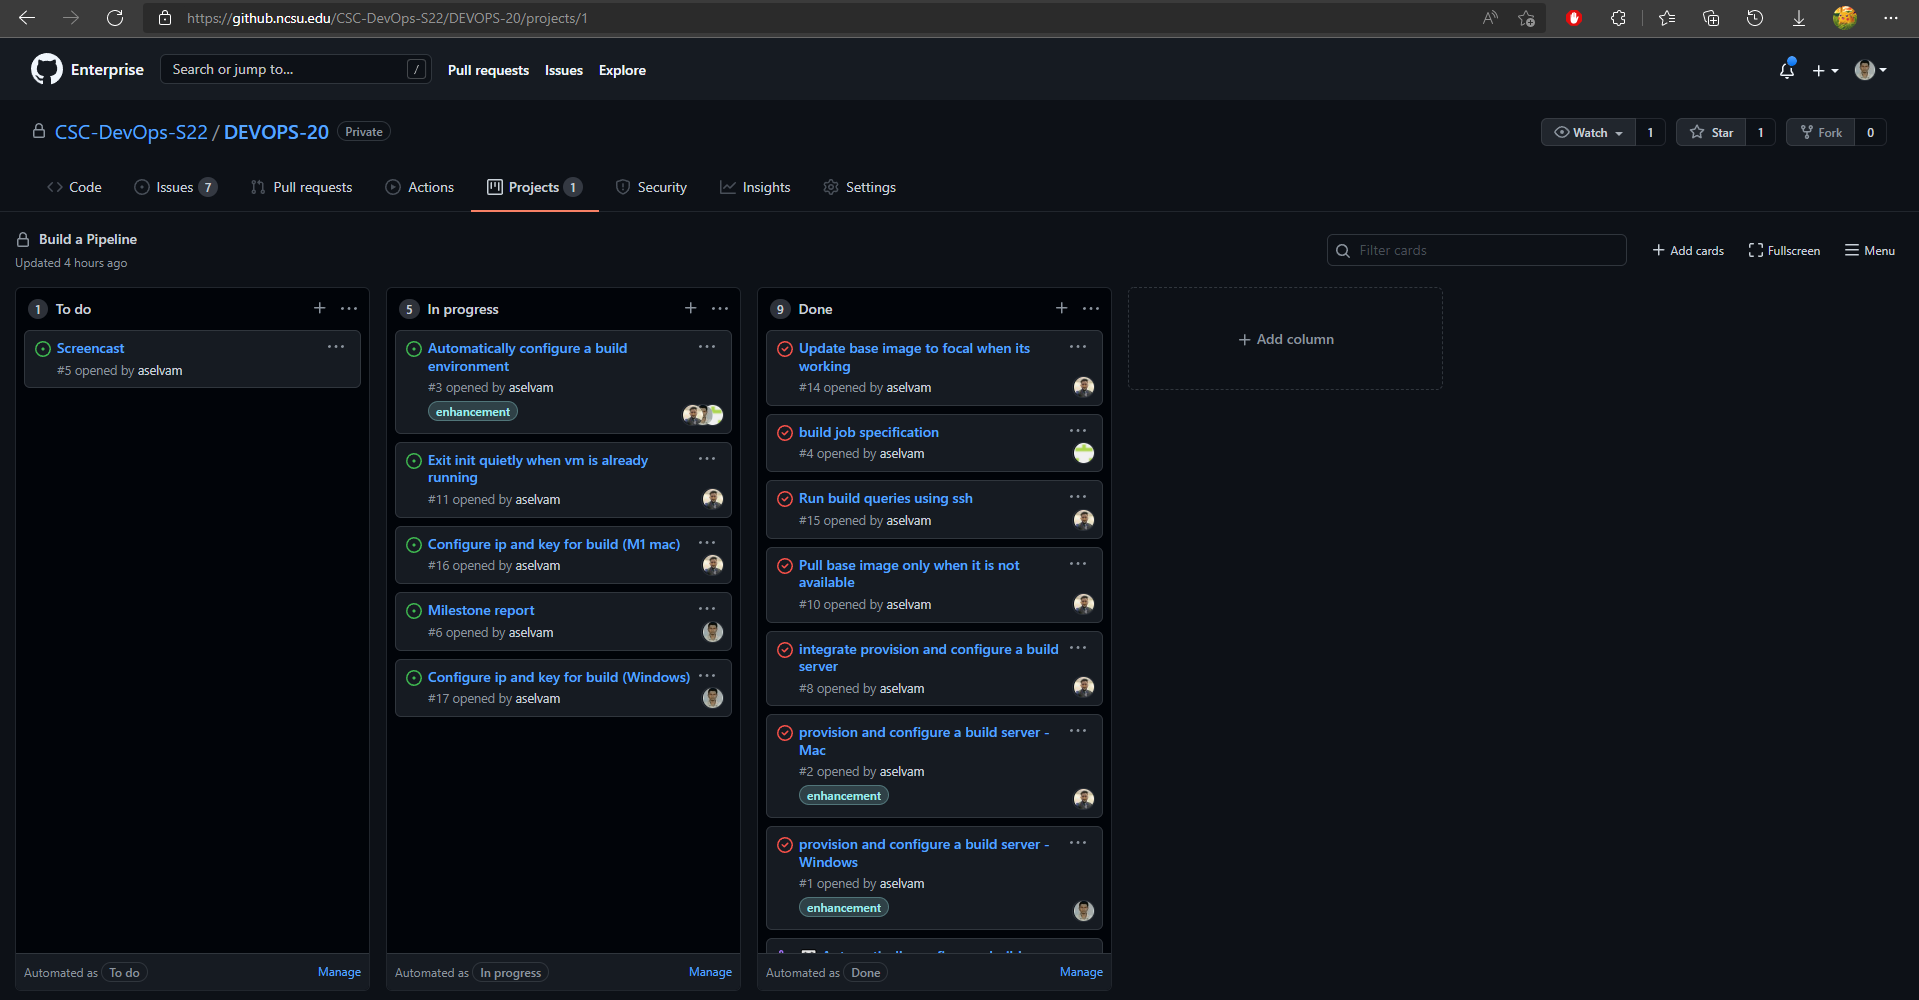 https://github.ncsu.edu/CSC-DevOps-S22/DEVOPS-20/projects/1
Enterprise
Search or jump to...
/
Pull requests
Issues
Explore
CSC-DevOps-S22 / DEVOPS-20
Private
Watch
1
Star
1
Fork
0
Code
Issues 7
Pull requests
Actions
Projects 1
Security
Insights
Settings
Build a Pipeline
Updated 4 hours ago
Filter cards
Add cards
Fullscreen
Menu
1 To do
Screencast
#5 opened by aselvam
Automated as To do
Manage
5 In progress
Automatically configure a build
environment
#3 opened by aselvam
enhancement
Exit init quietly when vm is already
running
#11 opened by aselvam
Configure ip and key for build (M1 mac)
#16 opened by aselvam
Milestone report
#6 opened by aselvam
Configure ip and key for build (Windows)
#17 opened by aselvam
Automated as In progress
Manage
9 Done
Update base image to focal when its
working
#14 opened by aselvam
build job specification
#4 opened by aselvam
Run build queries using ssh
#15 opened by aselvam
Pull base image only when it is not
available
#10 opened by aselvam
integrate provision and configure a build
server
#8 opened by aselvam
provision and configure a build server -
Mac
#2 opened by aselvam
enhancement
provision and configure a build server -
Windows
#1 opened by aselvam
enhancement
Automated as Done
Manage
Add column